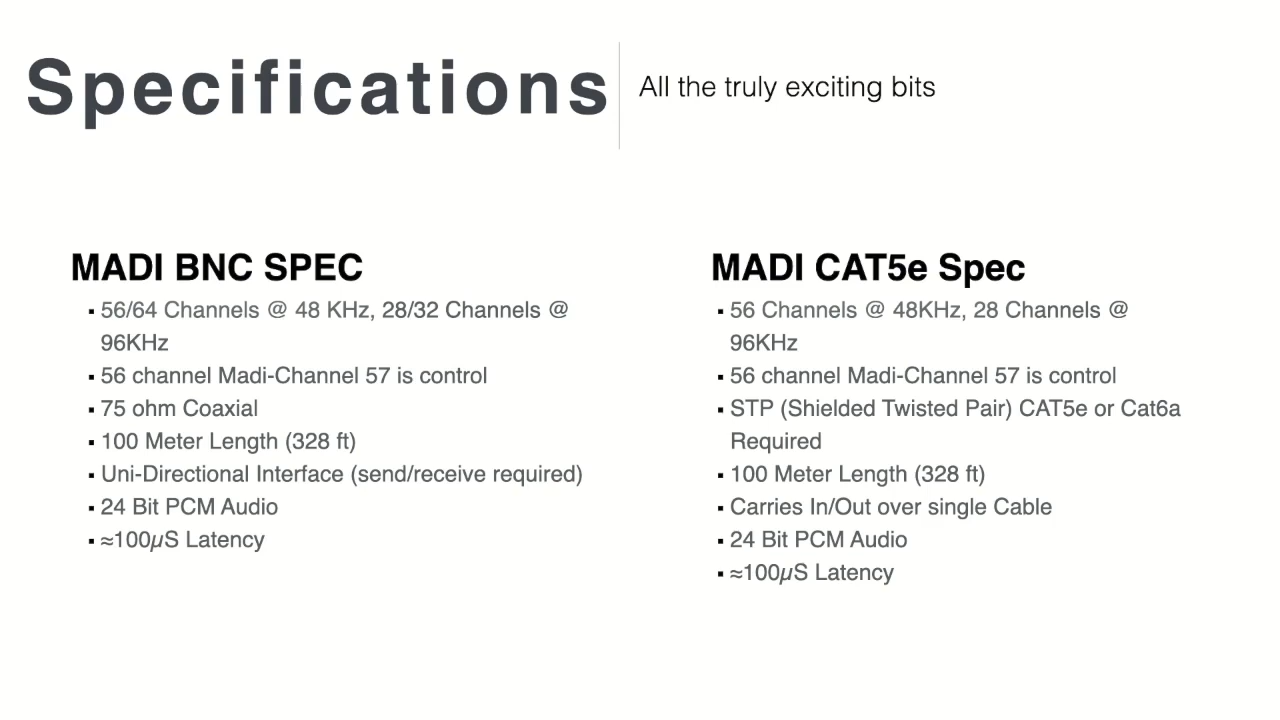 Specifications
All the truly exciting bits
MADI BNC SPEC
▪ 56/64 Channels @ 48 KHz, 28/32 Channels @
96KHz
▪ 56 channel Madi-Channel 57 is control
▪ 75 ohm Coaxial
▪ 100 Meter Length (328 ft)
▪ Uni-Directional Interface (send/receive required)
▪ 24 Bit PCM Audio
▪ ≈100µS Latency
MADI CAT5e Spec
▪ 56 Channels @ 48KHz, 28 Channels @
96KHz
▪ 56 channel Madi-Channel 57 is control
▪ STP (Shielded Twisted Pair) CAT5e or Cat6a
Required
▪ 100 Meter Length (328 ft)
▪ Carries In/Out over single Cable
▪ 24 Bit PCM Audio
▪ ≈100µS Latency